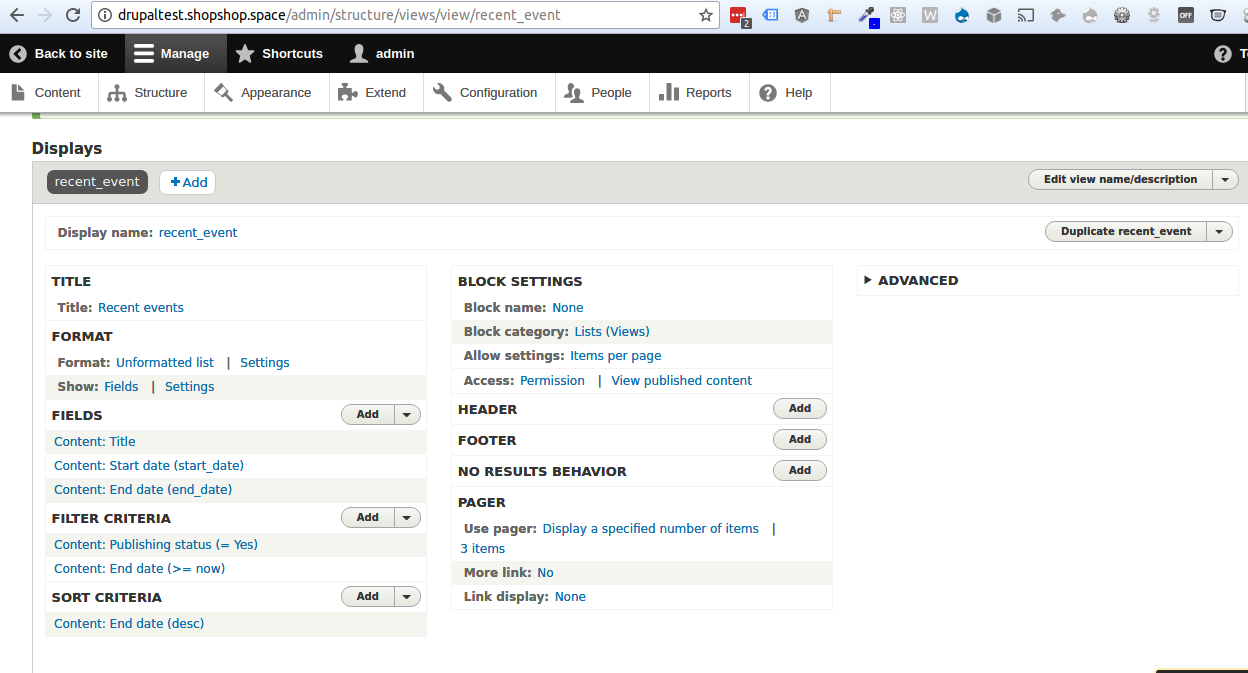 drupaltest.shopshop.space/admin/structure/views/view/recent_event
2
W
OFF
Back to site
Manage
Shortcuts
admin
Content
Structure
Appearance
Extend
Configuration
People
Reports
Help
Displays
recent_event
+Add
Edit view name/description
Display name: recent_event
Duplicate recent_event
TITLE
Title: Recent events
FORMAT
Format: Unformatted list | Settings
Show: Fields | Settings
FIELDS
Add
Content: Title
Content: Start date (start_date)
Content: End date (end_date)
FILTER CRITERIA
Add
Content: Publishing status (= Yes)
Content: End date (>= now)
SORT CRITERIA
Add
Content: End date (desc)
BLOCK SETTINGS
Block name: None
Block category: Lists (Views)
Allow settings: Items per page
Access: Permission | View published content
HEADER
Add
FOOTER
Add
NO RESULTS BEHAVIOR
Add
PAGER
Use pager: Display a specified number of items |
3 items
More link: No
Link display: None
ADVANCED